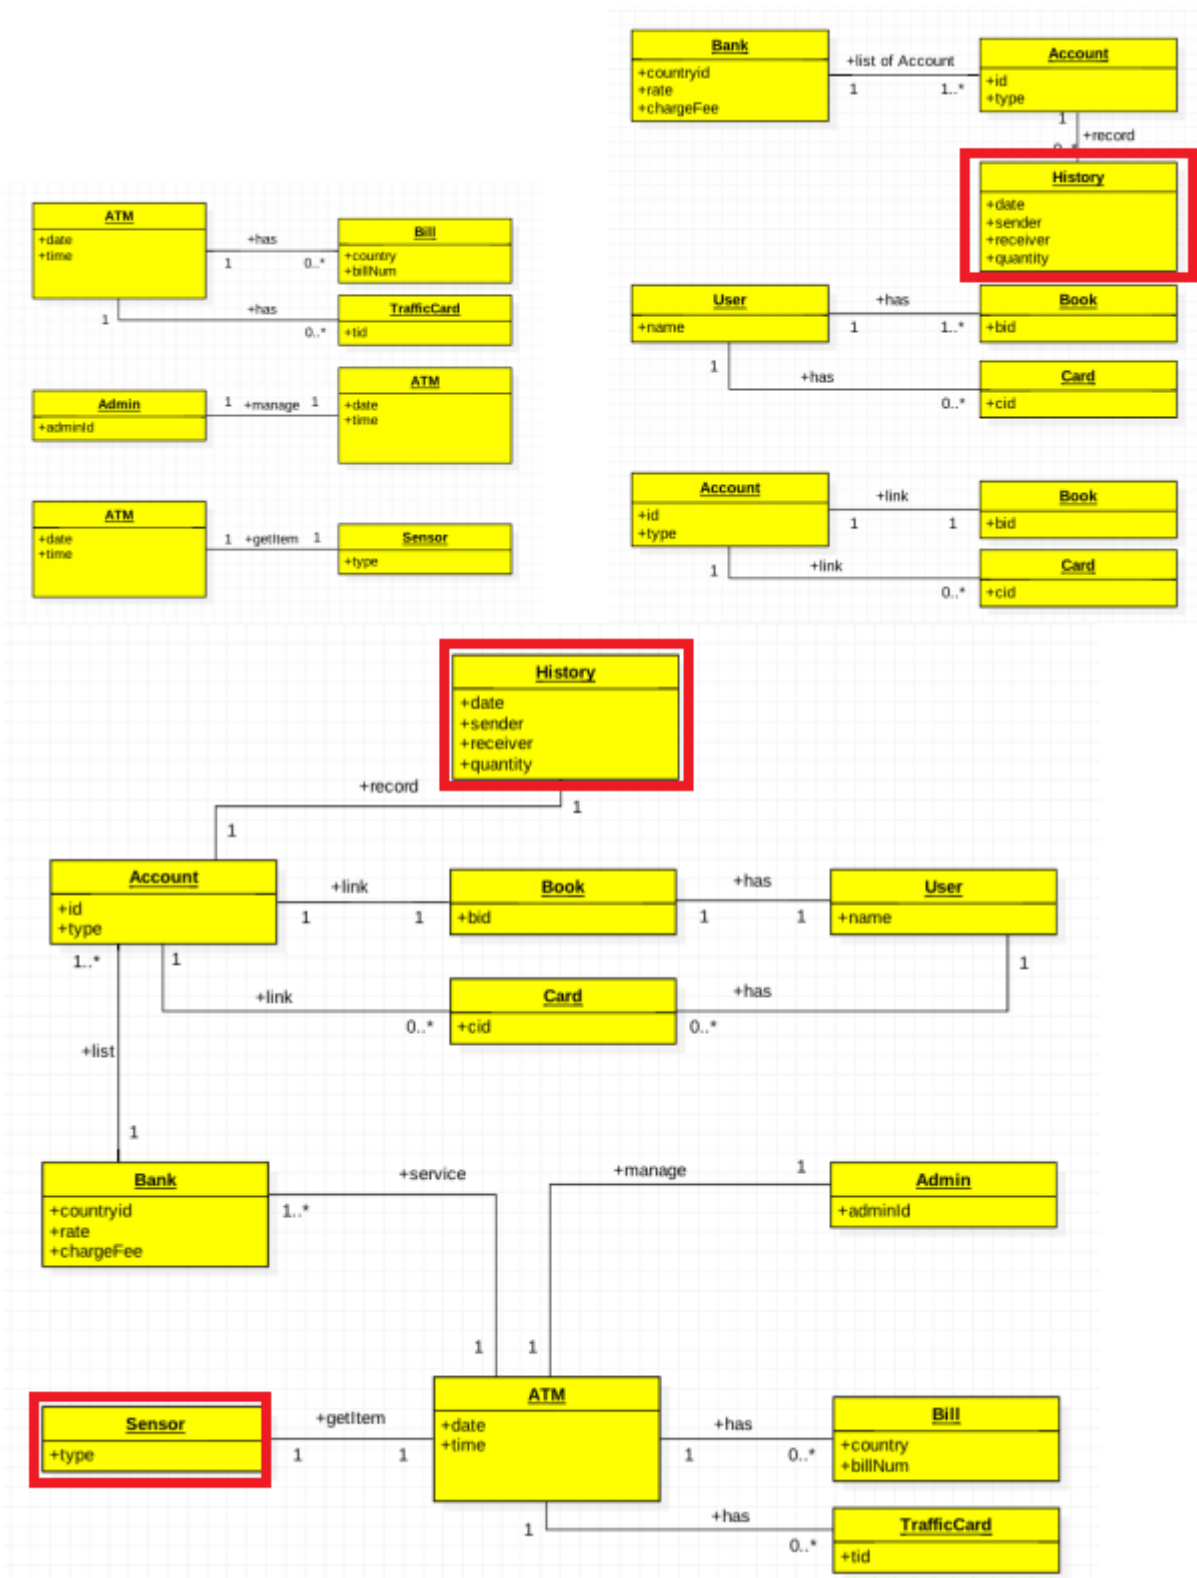 Bank
+countryid
+rate
+chargeFee
+list of Account
1
1..*
Account
+id
+type
1
+record
0..*
History
+date
+sender
+receiver
+quantity
ATM
+date
+time
+has
1
0..*
Bill
+country
+billNum
1
+has
0..*
TrafficCard
+tid
Admin
+adminId
1
+manage
1
ATM
+date
+time
ATM
+date
+time
1
+getItem
1
Sensor
+type
User
+name
+has
1
1..*
Book
+bid
1
+has
0..*
Card
+cid
Account
+id
+type
+link
1
1
Book
+bid
1
+link
0..*
Card
+cid
History
+date
+sender
+receiver
+quantity
+record
1
1
Account
+id
+type
+link
1
1
Book
+bid
+has
1
1
User
+name
1..*
1
+link
0..*
Card
+cid
+has
0..*
1
+list
1
Bank
+countryid
+rate
+chargeFee
+service
1..*
1
+manage
1
1
Admin
+adminId
Sensor
+type
+getItem
1
1
ATM
+date
+time
+has
1
0..*
Bill
+country
+billNum
1
+has
0..*
TrafficCard
+tid